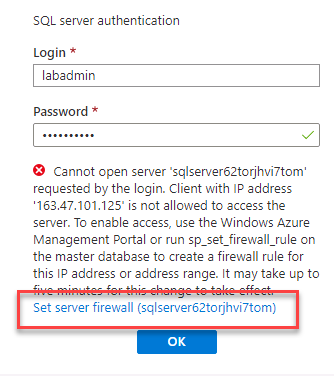 SQL server authentication
Login *
labadmin
Password *
••••••••••
Cannot open server 'sqlserver62torjhvi7tom'
requested by the login. Client with IP address
'163.47.101.125' is not allowed to access the
server. To enable access, use the Windows Azure
Management Portal or run sp_set_firewall_rule on
the master database to create a firewall rule for
this IP address or address range. It may take up to
five minutes for this change to take effect.
Set server firewall (sqlserver62torjhvi7tom)
OK